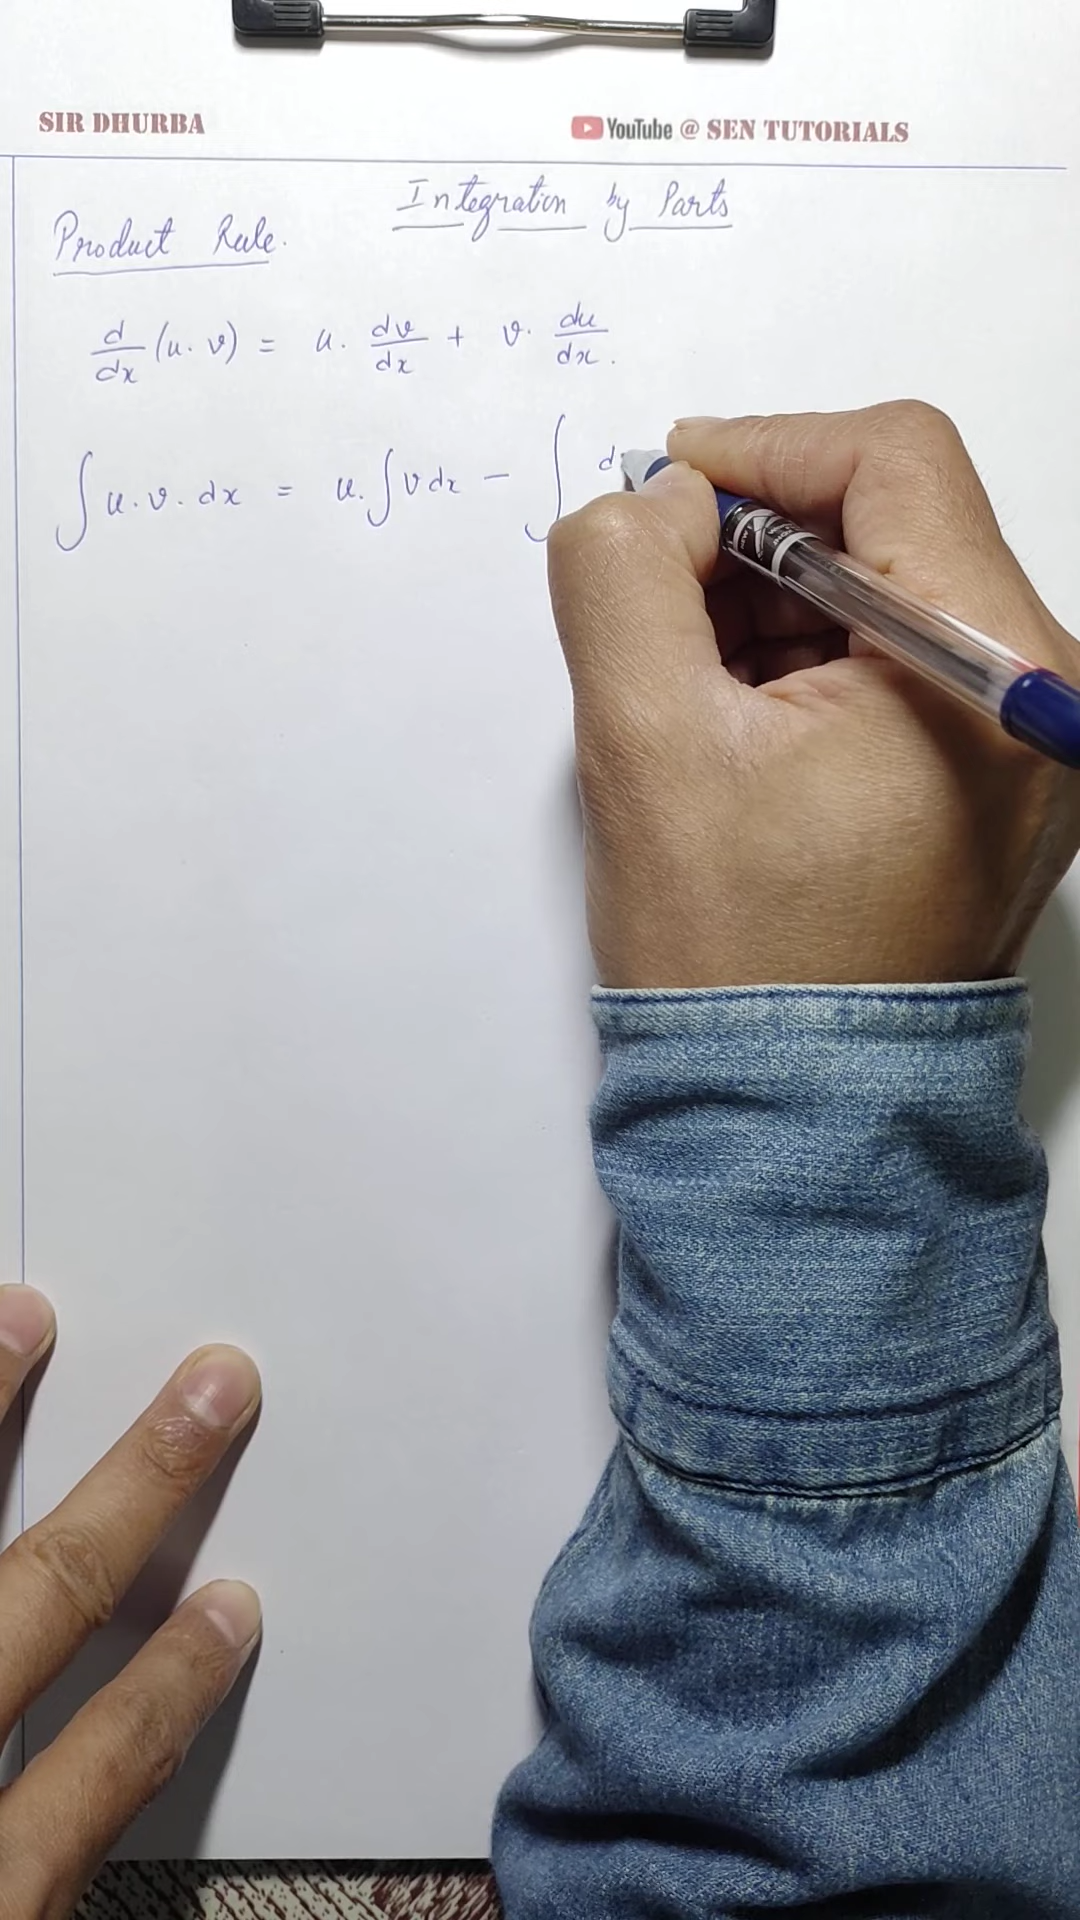 SIR DHURBA
YouTube @ SEN TUTORIALS
Integration by Parts
Product Rule.
d/dx (u. v) = u. dv/dx + v. du/dx.
∫ u. v. dx = u. ∫ v dx − ∫ d